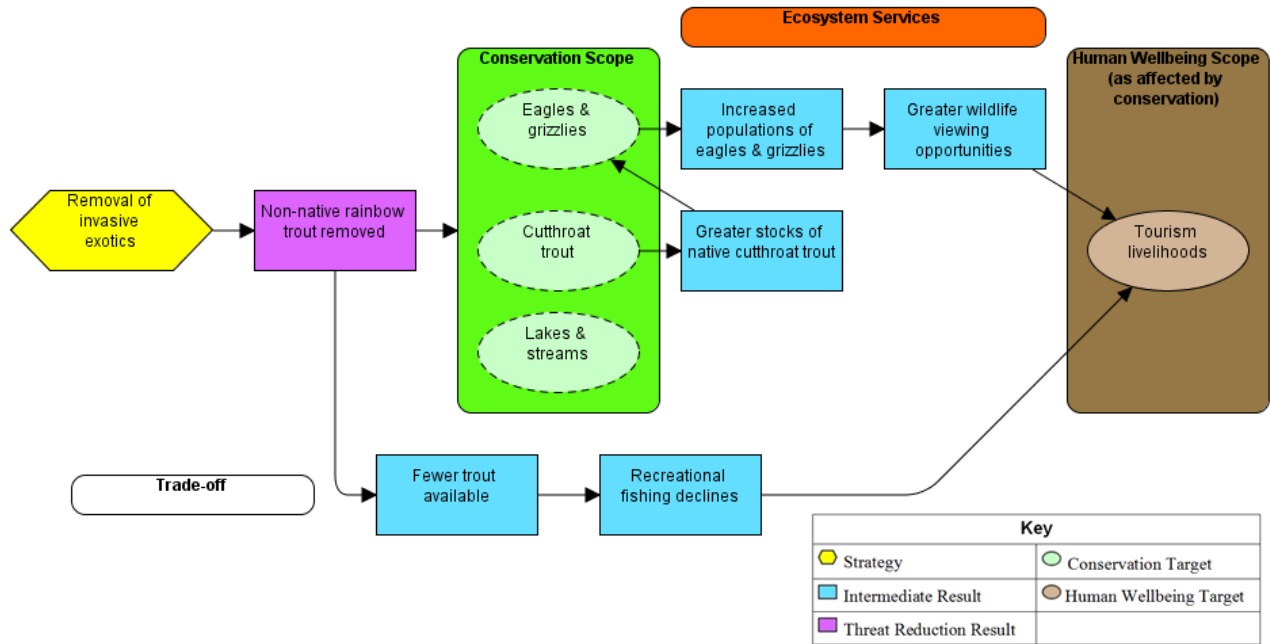 Ecosystem Services
Conservation Scope
Human Wellbeing Scope
(as affected by
conservation)
Eagles &
grizzlies
Increased
populations of
eagles & grizzlies
Greater wildlife
viewing
opportunities
Removal of
invasive
exotics
Non-native rainbow
trout removed
Cutthroat
trout
Greater stocks of
native cutthroat trout
Tourism
livelihoods
Lakes &
streams
Trade-off
Fewer trout
available
Recreational
fishing declines
Key
Strategy
Conservation Target
Intermediate Result
Human Wellbeing Target
Threat Reduction Result